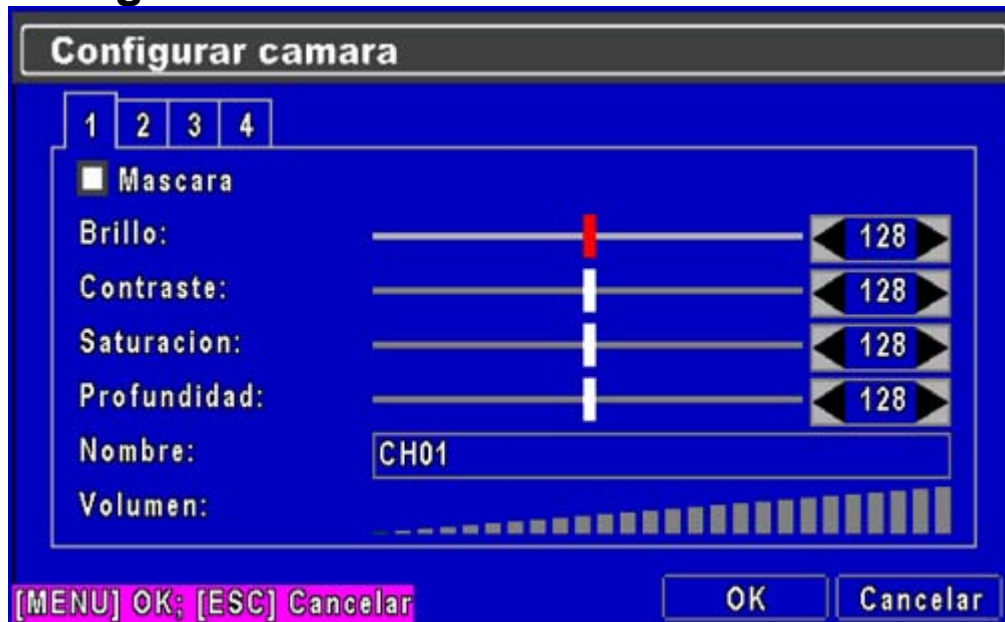 Configurar camara
1 2 3 4
Mascara
Brillo: 128
Contraste: 128
Saturacion: 128
Profundidad: 128
Nombre: CH01
Volumen:
[MENU] OK; [ESC] Cancelar OK Cancelar